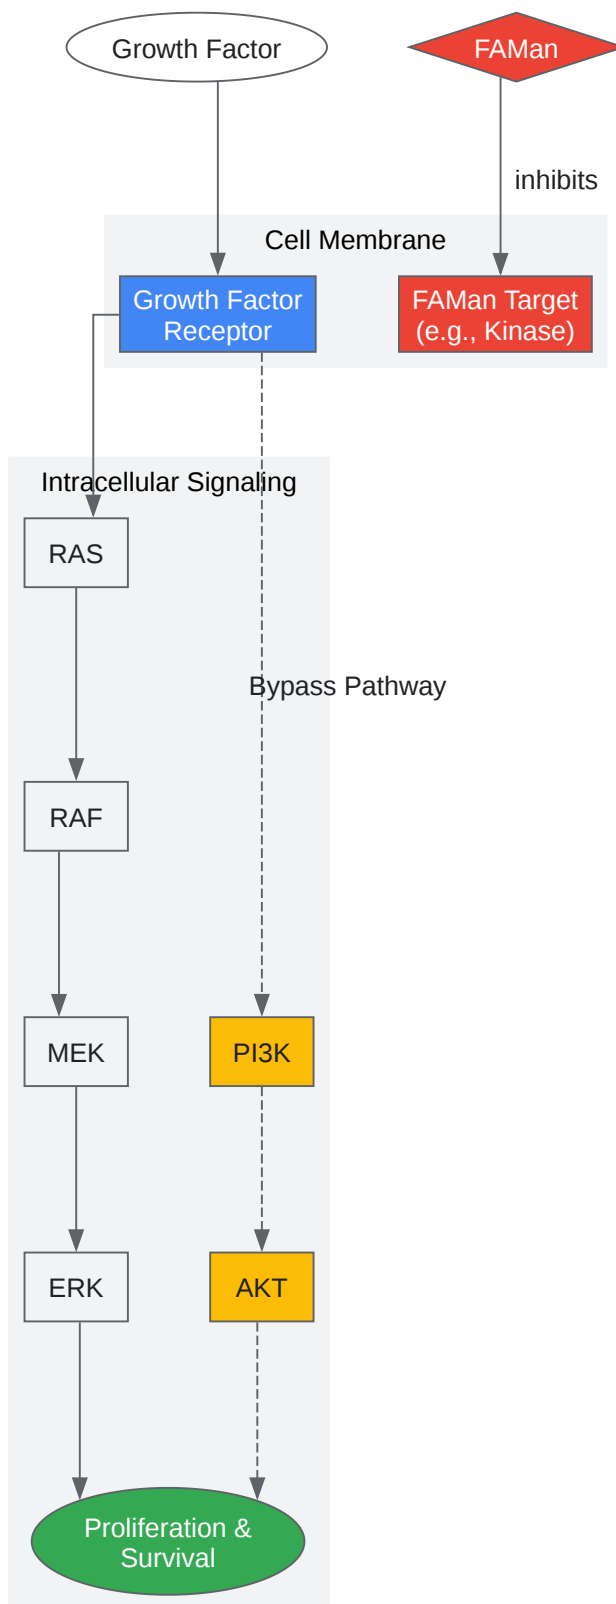 Growth Factor
FAMan
inhibits
Cell Membrane
Growth Factor
Receptor
FAMan Target
(e.g., Kinase)
Intracellular Signaling
RAS
Bypass Pathway
RAF
MEK
PI3K
ERK
AKT
Proliferation &
Survival